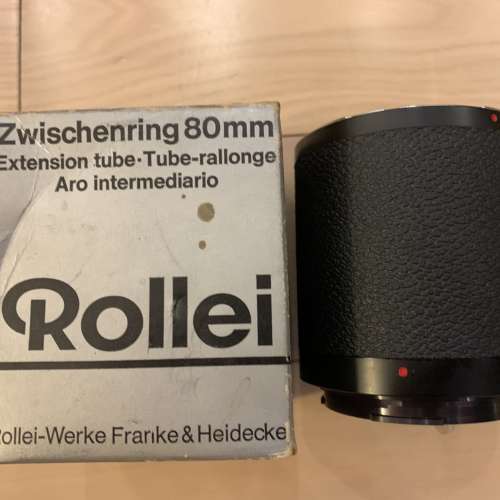 Zwischenring 80mm
Extension tube·Tube-rallonge
Aro intermediario
Rollei
Rollei-Werke Franke & Heidecke